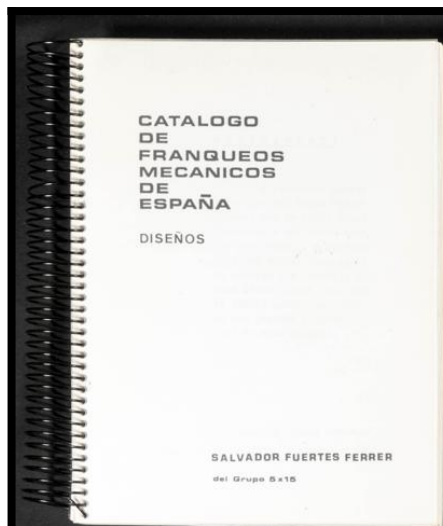 CATALOGO
DE
FRANQUEOS
MECANICOS
DE
ESPAÑA
DISEÑOS
SALVADOR FUERTES FERRER
del Grupo 5x15